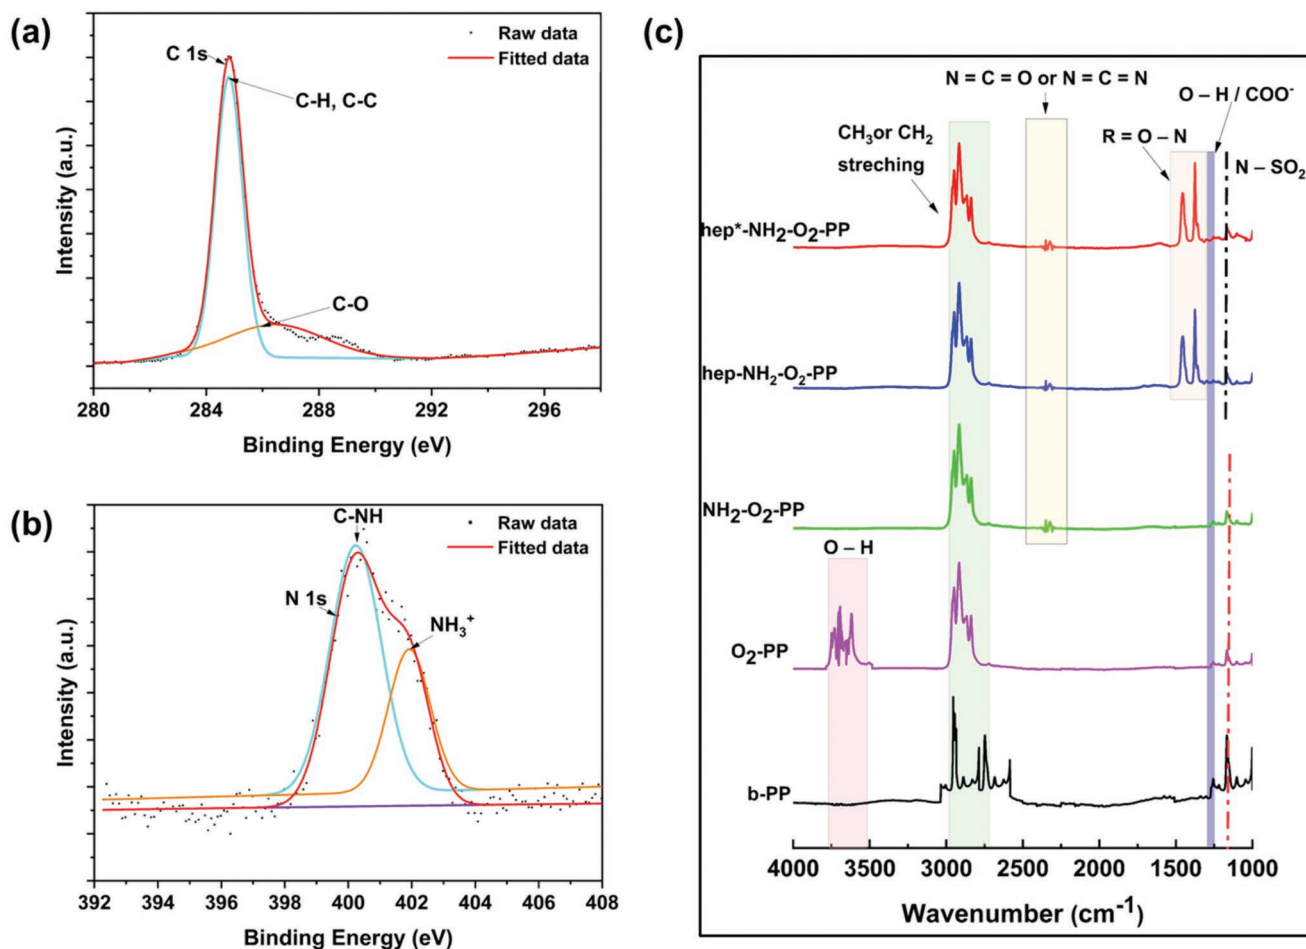 (a)
Raw data
Fitted data
C 1s
C-H, C-C
C-O
Intensity (a.u.)
280 284 288 292 296
Binding Energy (eV)
(b)
C-NH
Raw data
Fitted data
N 1s
NH₃⁺
Intensity (a.u.)
392 394 396 398 400 402 404 406 408
Binding Energy (eV)
(c)
N = C = O or N = C = N
O – H / COO⁻
CH₃or CH₂
streching
R = O – N
N – SO₂
hep*-NH₂-O₂-PP
hep-NH₂-O₂-PP
NH₂-O₂-PP
O – H
O₂-PP
b-PP
4000 3500 3000 2500 2000 1500 1000
Wavenumber (cm⁻¹)